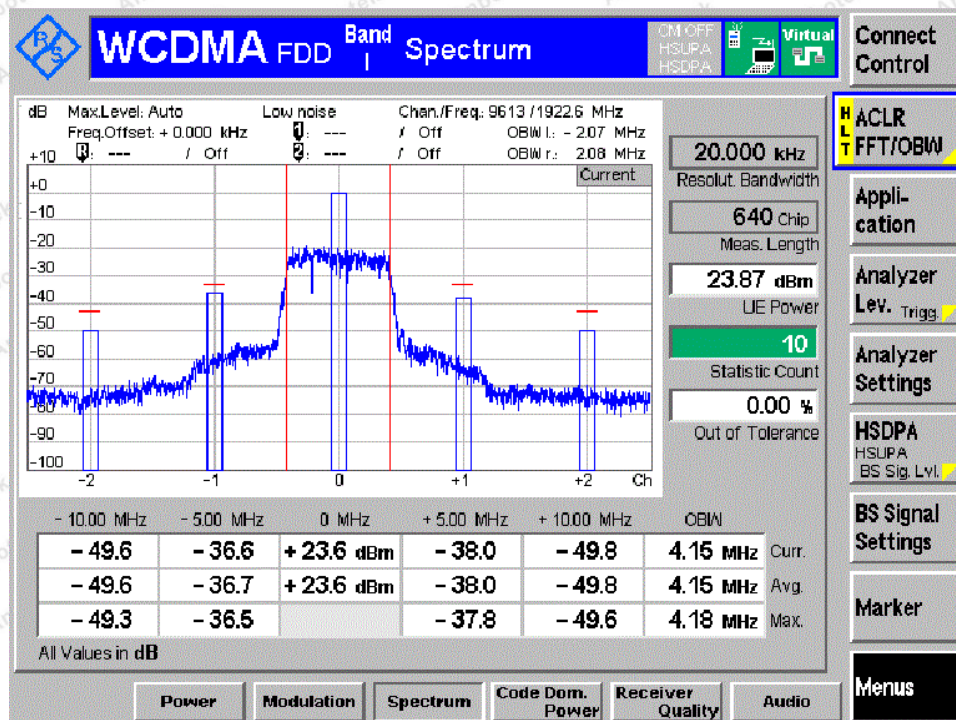 R&S
WCDMA FDD Band I Spectrum
CM OFF
HSUPA
HSDPA
Virtual
Connect Control
dB Max.Level: Auto Low noise Chan./Freq.: 9613 / 1922.6 MHz
Freq.Offset: + 0.000 kHz 1: --- / Off OBW l.: - 2.07 MHz
R: --- / Off 2: --- / Off OBW r.: 2.08 MHz
Current
+10
+0
-10
-20
-30
-40
-50
-60
-70
-80
-90
-100
-2 -1 0 +1 +2 Ch
20.000 kHz
Resolut. Bandwidth
640 Chip
Meas. Length
23.87 dBm
UE Power
10
Statistic Count
0.00 %
Out of Tolerance
- 10.00 MHz - 5.00 MHz 0 MHz + 5.00 MHz + 10.00 MHz OBW
- 49.6 - 36.6 + 23.6 dBm - 38.0 - 49.8 4.15 MHz Curr.
- 49.6 - 36.7 + 23.6 dBm - 38.0 - 49.8 4.15 MHz Avg.
- 49.3 - 36.5 - 37.8 - 49.6 4.18 MHz Max.
All Values in dB
HLT
ACLR
FFT/OBW
Appli-
cation
Analyzer
Lev. Trigg.
Analyzer
Settings
HSDPA
HSUPA
BS Sig. Lvl.
BS Signal
Settings
Marker
Menus
Power Modulation Spectrum Code Dom. Power Receiver Quality Audio